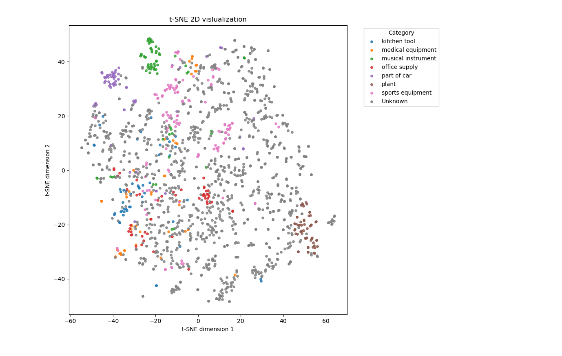 t-SNE 2D visualization
Category
kitchen tool
medical equipment
musical instrument
office supply
part of car
plant
sports equipment
Unknown
t-SNE dimension 2
40
20
0
−20
−40
−60
−40
−20
0
20
40
60
t-SNE dimension 1